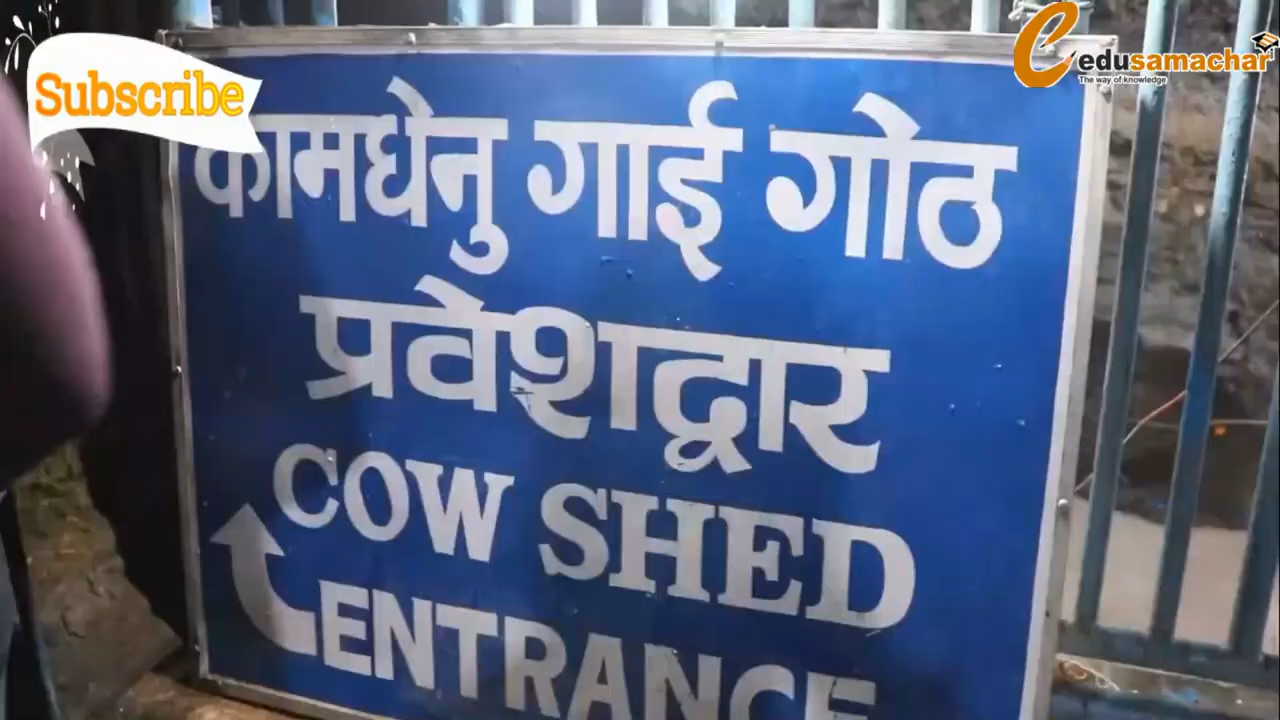 Subscribe
edusamachar
The way of knowledge
कामधेनु गाई गोठ
प्रवेशद्वार
COW SHED
ENTRANCE